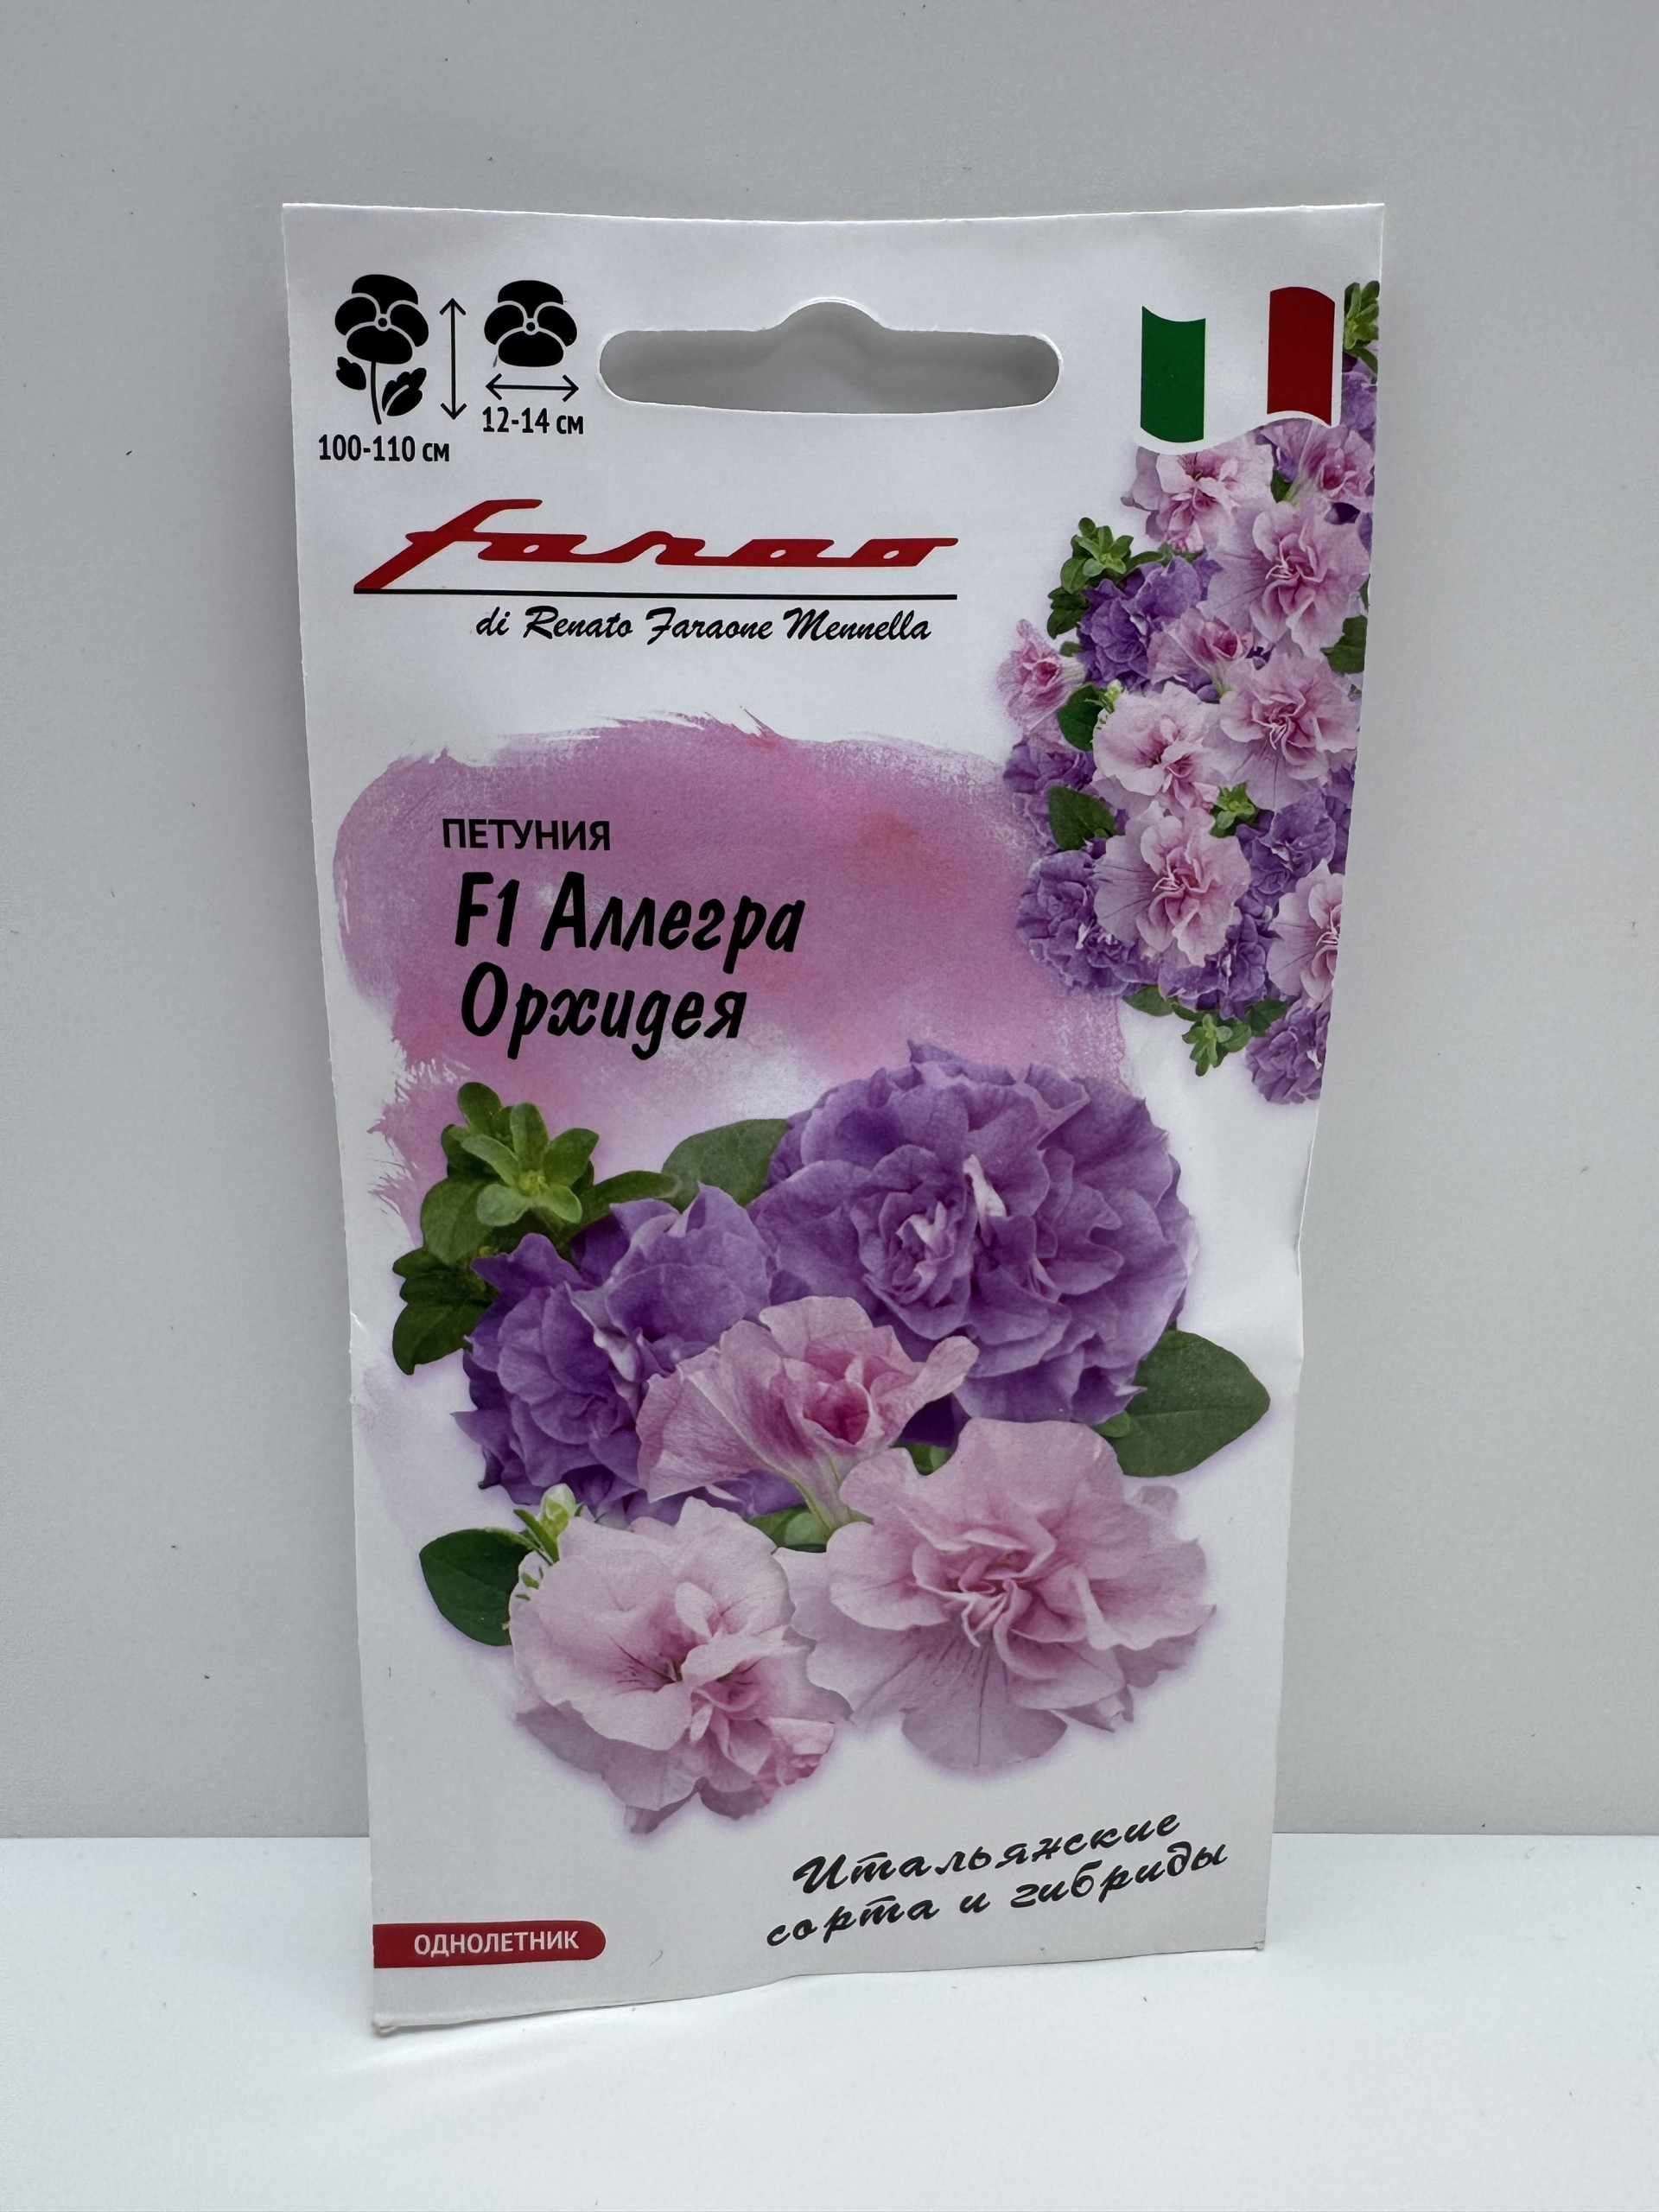 100-110 см
12-14 см
farao
di Renato Faraone Mennella
ПЕТУНИЯ
F1 Аллегра
Орхидея
Итальянские
сорта и гибриды
ОДНОЛЕТНИК